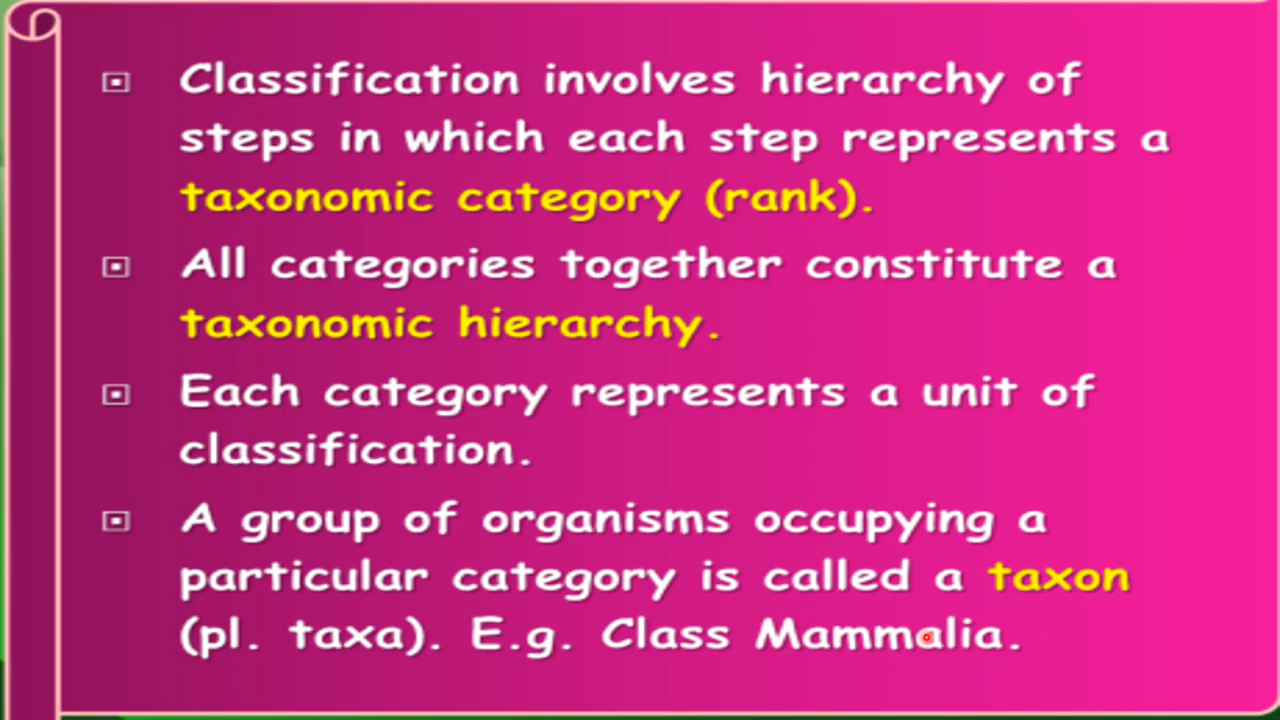 Classification involves hierarchy of
steps in which each step represents a
taxonomic category (rank).
All categories together constitute a
taxonomic hierarchy.
Each category represents a unit of
classification.
A group of organisms occupying a
particular category is called a taxon
(pl. taxa). E.g. Class Mammalia.